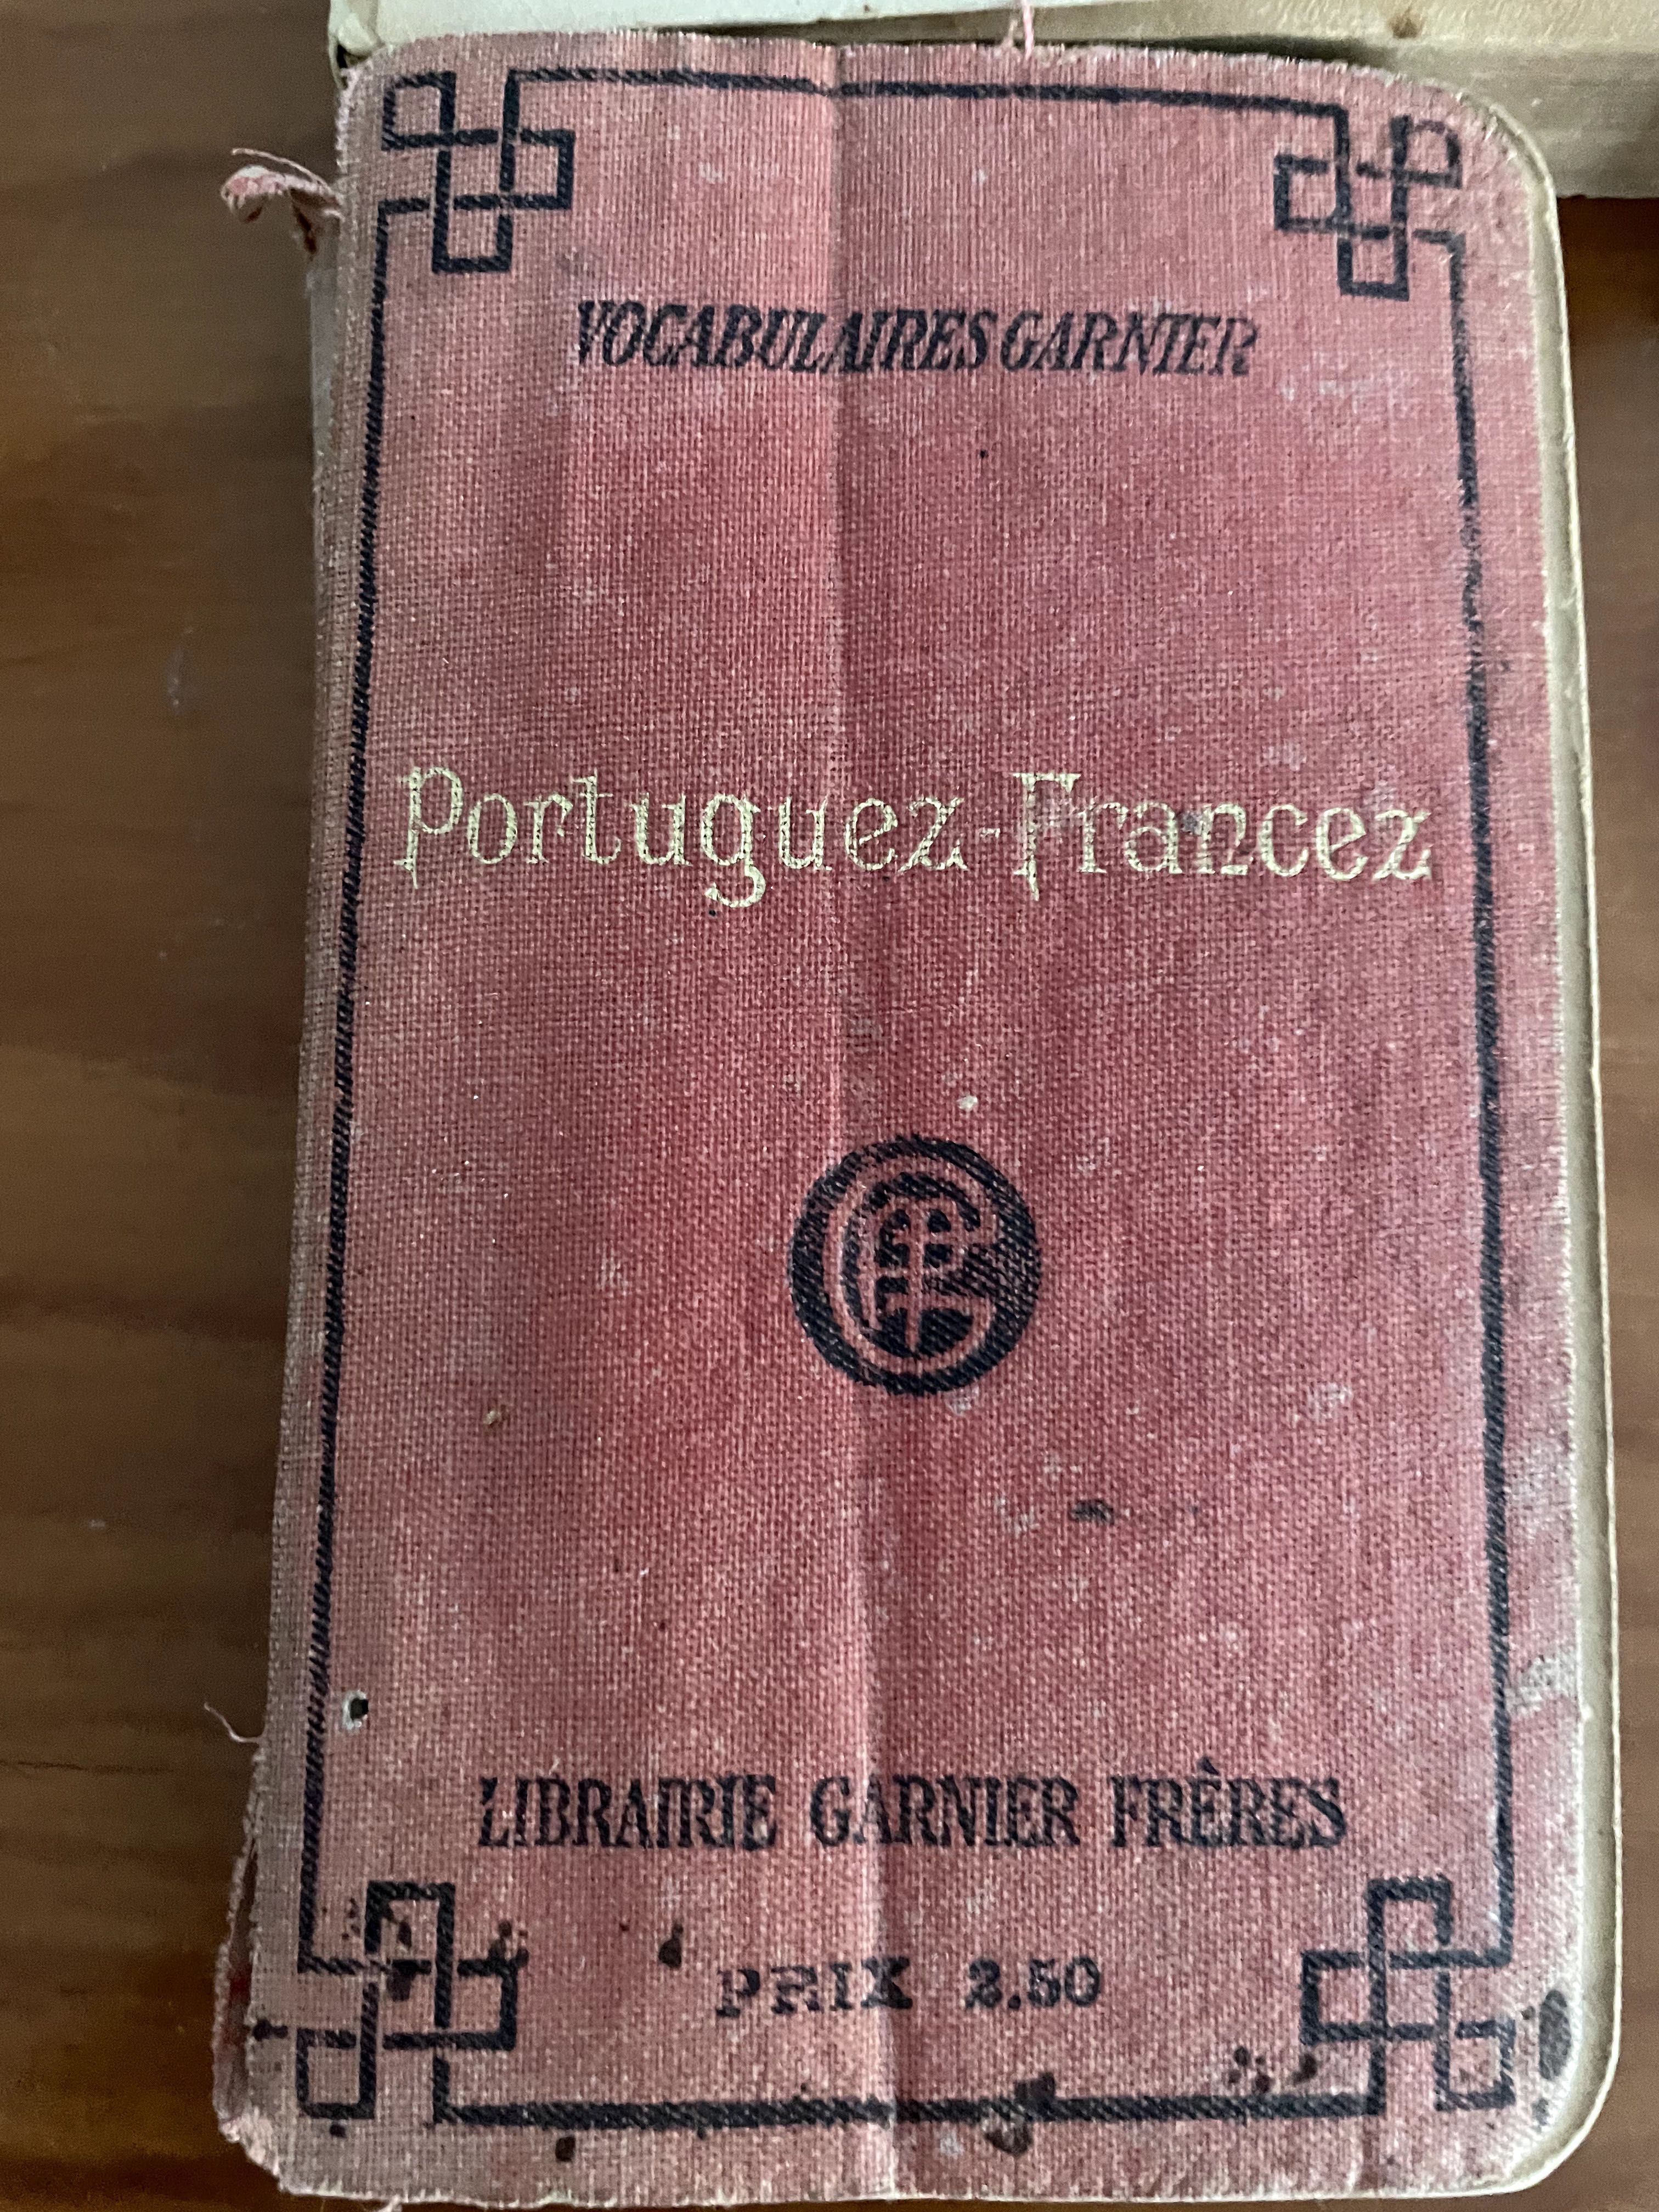 VOCABULAIRES GARNIER
Portuguez-Francez
LIBRAIRIE GARNIER FRÈRES
PRIX 2.50